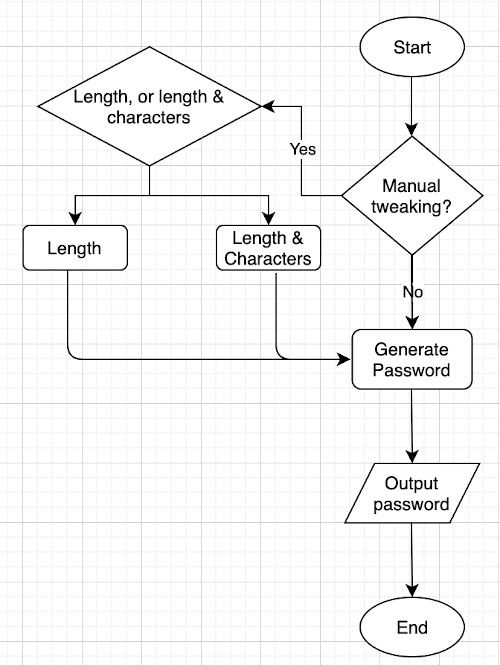 Start
Length, or length &
characters
Yes
Manual
tweaking?
Length
Length &
Characters
No
Generate
Password
Output
password
End